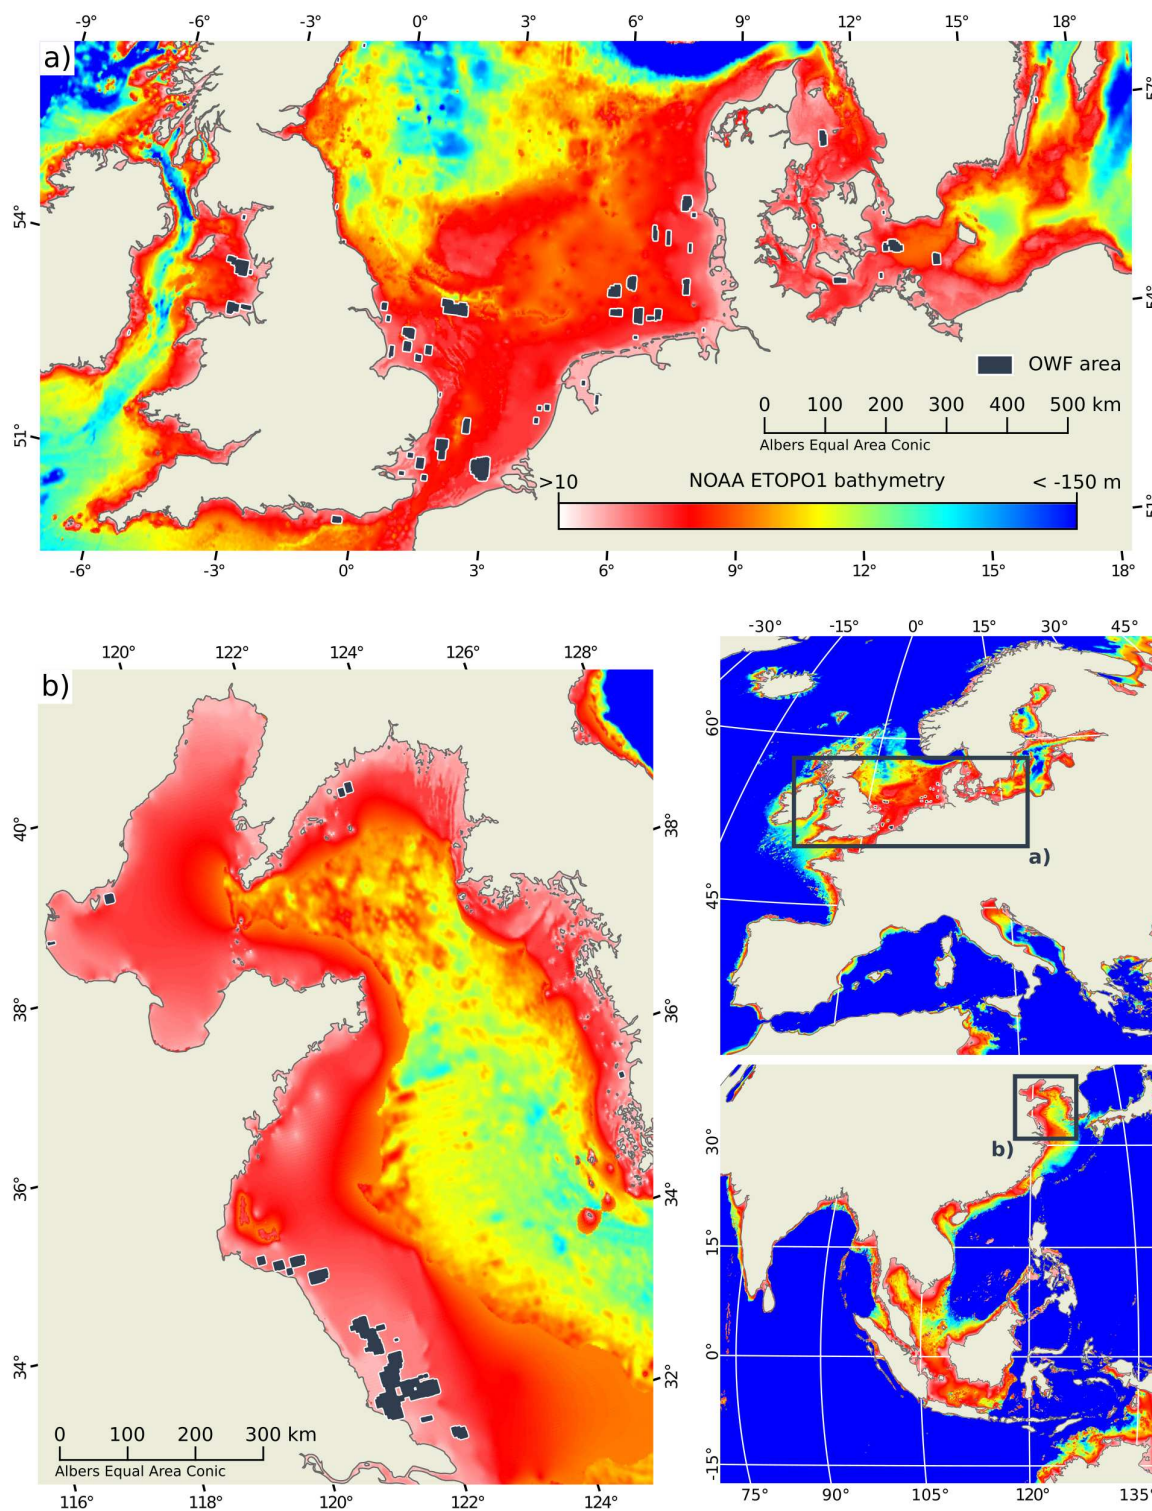 -9° -6° -3° 0° 3° 6° 9° 12° 15° 18°
a)
57°
54°
54°
OWF area
0 100 200 300 400 500 km
51°
Albers Equal Area Conic
>10 NOAA ETOPO1 bathymetry < -150 m
51°
-6° -3° 0° 3° 6° 9° 12° 15° 18°
-30° -15° 0° 15° 30° 45°
120° 122° 124° 126° 128°
b)
60°
40°
38°
a)
45°
38°
36°
b)
30°
36°
34°
15°
34°
32°
0°
0 100 200 300 km
Albers Equal Area Conic
-15°
116° 118° 120° 122° 124°
75° 90° 105° 120° 135°